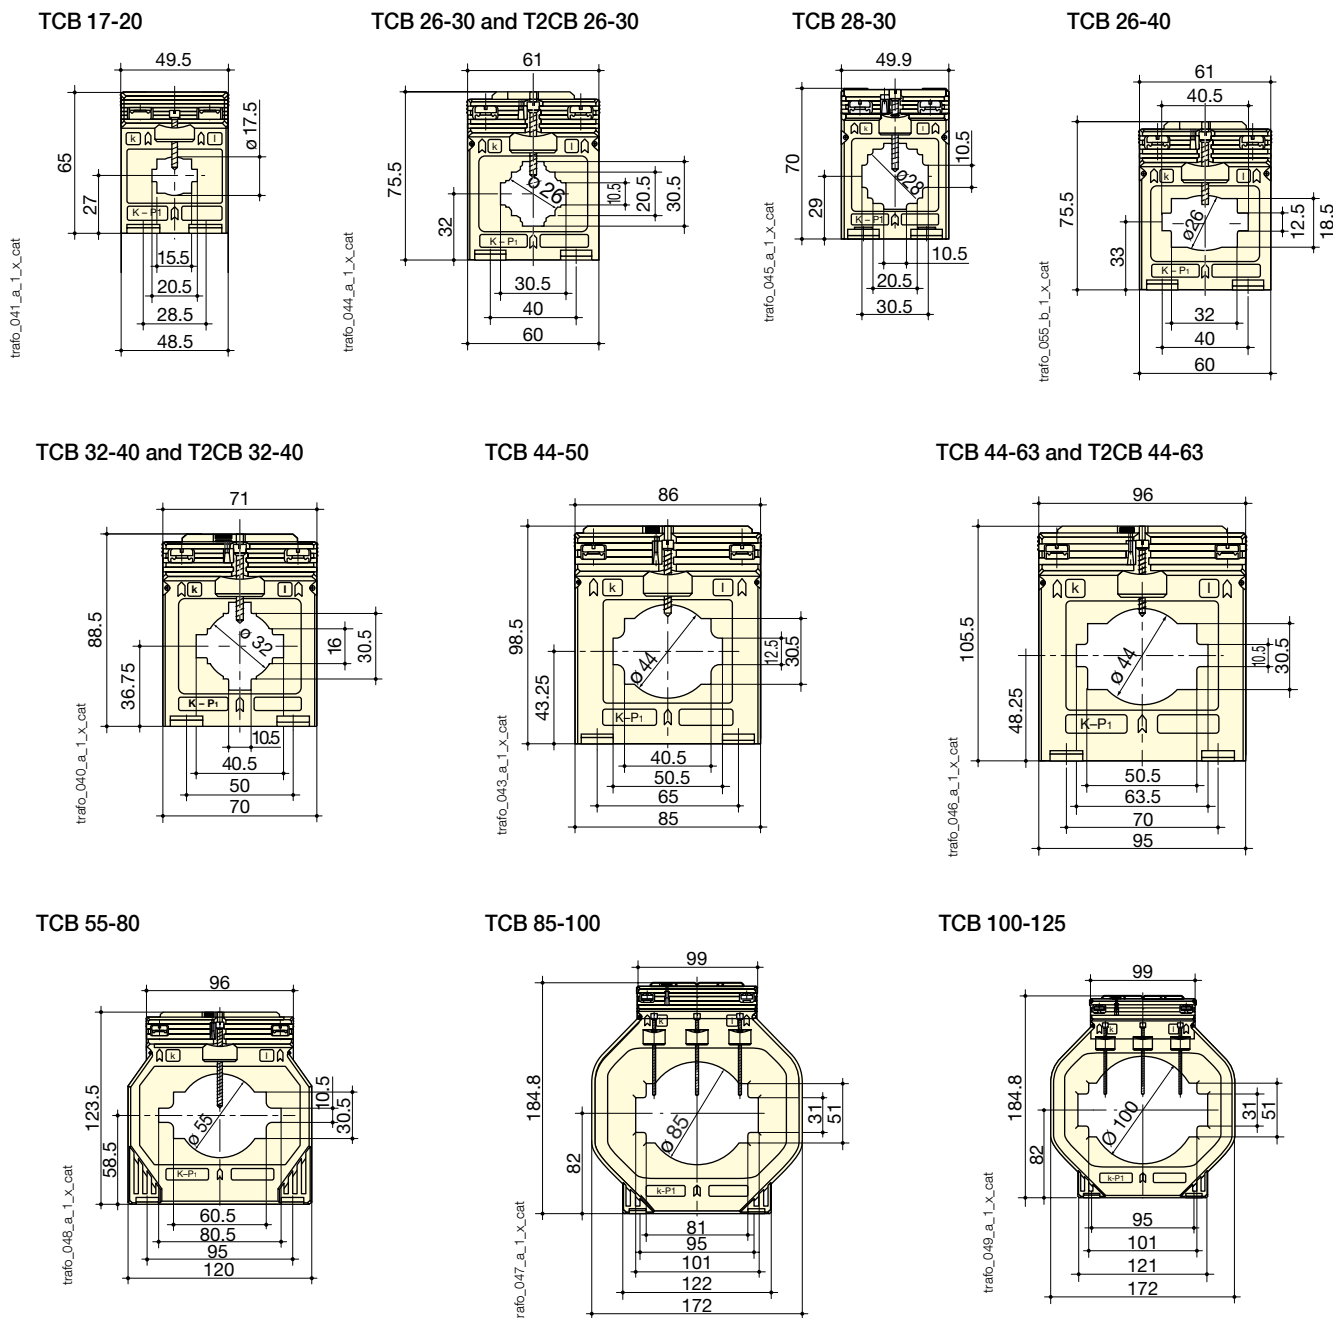 TCB 17-20
49.5
ø 17.5
65
27
k
l
K – P1
15.5
20.5
28.5
48.5
trafo_041_a_1_x_cat
TCB 26-30 and T2CB 26-30
61
75.5
32
k
l
ø 26
10.5
20.5
30.5
K – P1
30.5
40
60
trafo_044_a_1_x_cat
TCB 28-30
49.9
70
29
k
l
ø28
10.5
K – P1
10.5
20.5
30.5
trafo_045_a_1_x_cat
TCB 26-40
61
40.5
75.5
33
k
l
ø26
12.5
18.5
K – P1
32
40
60
trafo_055_b_1_x_cat
TCB 32-40 and T2CB 32-40
71
88.5
36.75
k
l
ø 32
16
30.5
K – P1
10.5
40.5
50
70
trafo_040_a_1_x_cat
TCB 44-50
86
98.5
43.25
k
l
ø 44
12.5
30.5
K–P1
40.5
50.5
65
85
trafo_043_a_1_x_cat
TCB 44-63 and T2CB 44-63
96
105.5
48.25
k
l
ø 44
10.5
30.5
K–P1
50.5
63.5
70
95
trafo_046_a_1_x_cat
TCB 55-80
96
123.5
58.5
k
l
ø 55
10.5
30.5
K–P1
60.5
80.5
95
120
trafo_048_a_1_x_cat
TCB 85-100
99
184.8
82
k
l
ø 85
31
51
k-P1
81
95
101
122
172
trafo_047_a_1_x_cat
TCB 100-125
99
184.8
82
k
l
Ø 100
31
51
k-P1
95
101
121
172
trafo_049_a_1_x_cat